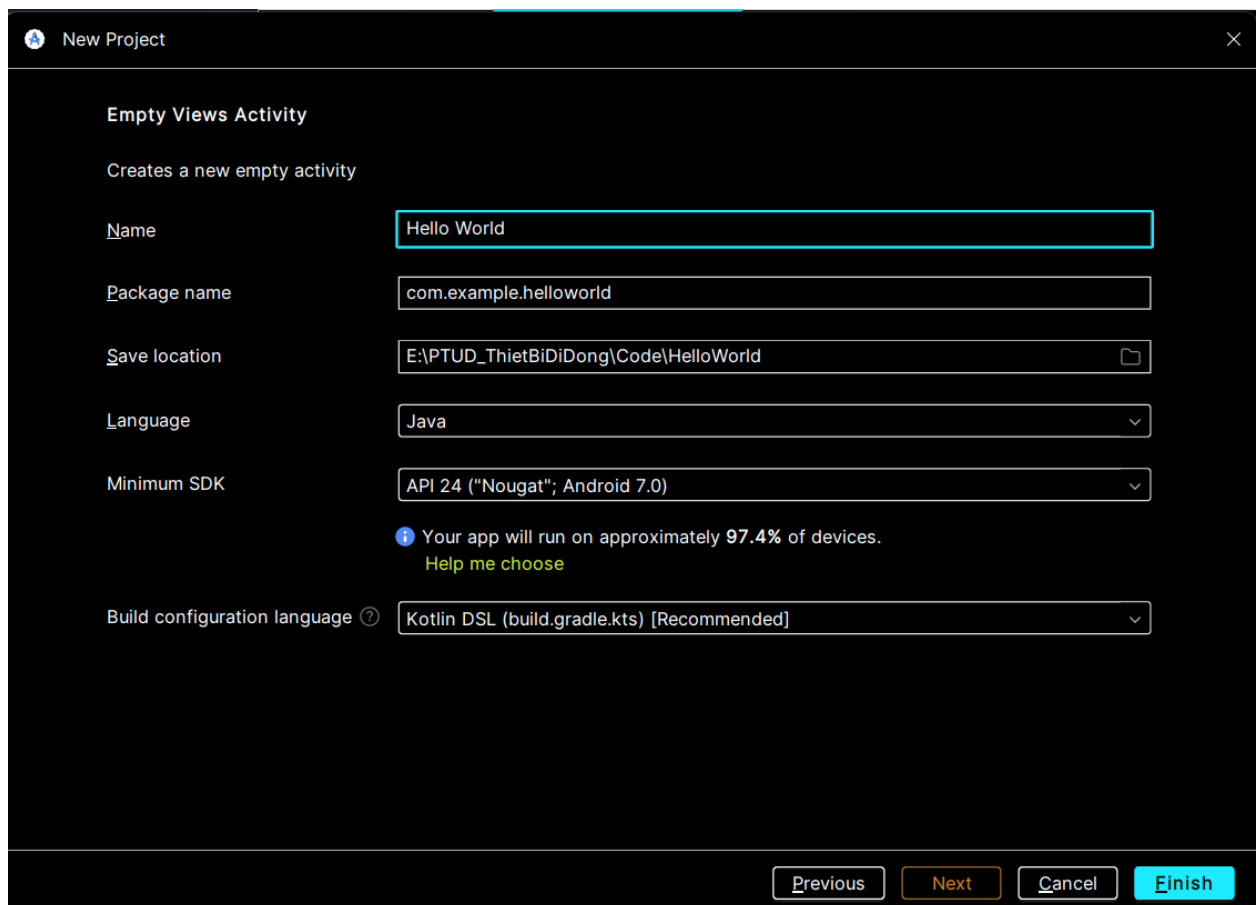 New Project
Empty Views Activity
Creates a new empty activity
Name
Hello World
Package name
com.example.helloworld
Save location
E:\PTUD_ThietBiDiDong\Code\HelloWorld
Language
Java
Minimum SDK
API 24 ("Nougat"; Android 7.0)
Your app will run on approximately 97.4% of devices.
Help me choose
Build configuration language
Kotlin DSL (build.gradle.kts) [Recommended]
Previous
Next
Cancel
Finish